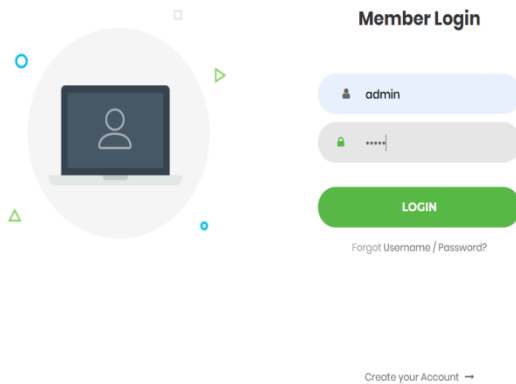 Member Login
admin
•••••
LOGIN
Forgot Username / Password?
Create your Account →